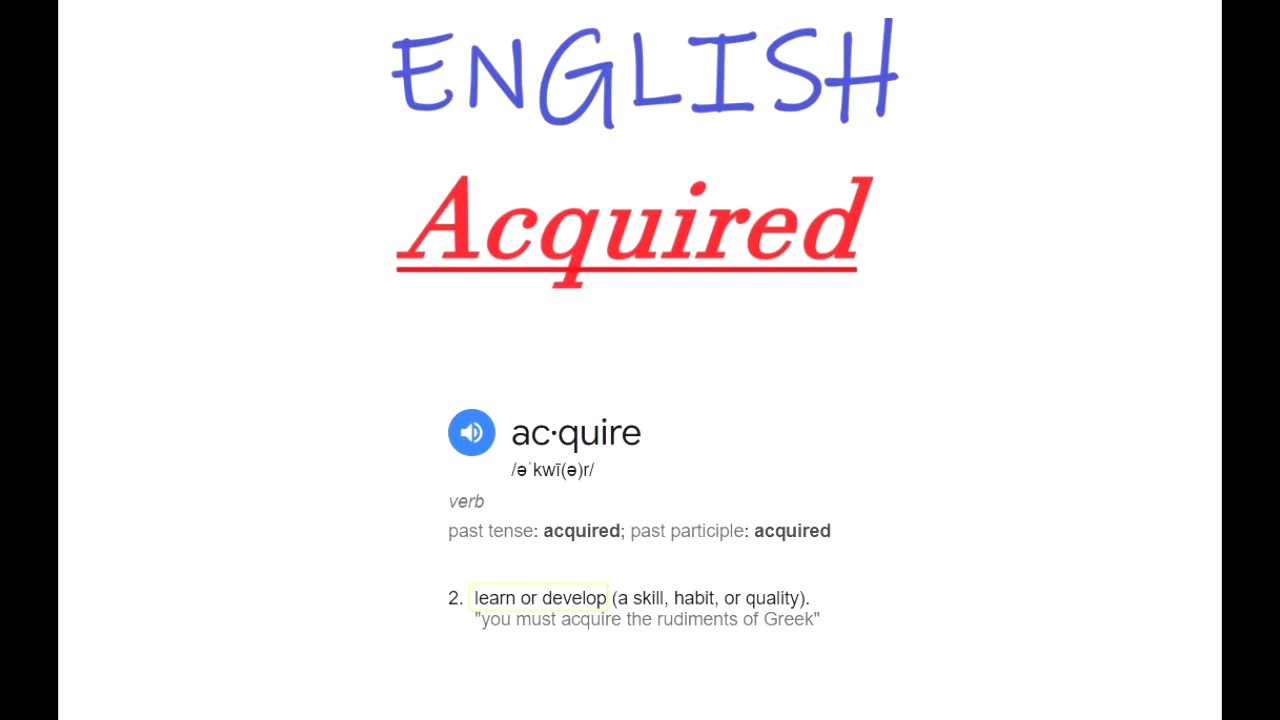 ENGLISH
Acquired
ac·quire
/əˈkwī(ə)r/
verb
past tense: acquired; past participle: acquired
2. learn or develop (a skill, habit, or quality).
"you must acquire the rudiments of Greek"